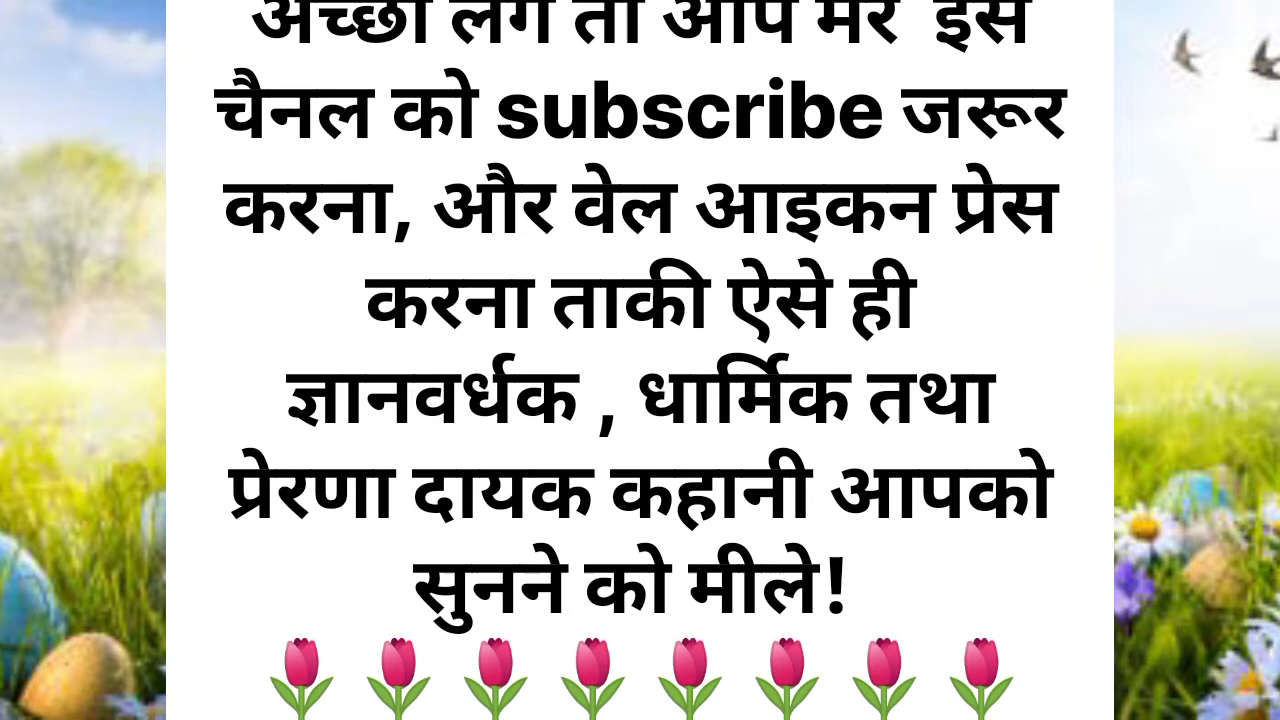 अच्छा लगे तो आप मेरे इस
चैनल को subscribe जरूर
करना, और वेल आइकन प्रेस
करना ताकी ऐसे ही
ज्ञानवर्धक , धार्मिक तथा
प्रेरणा दायक कहानी आपको
सुनने को मीले!